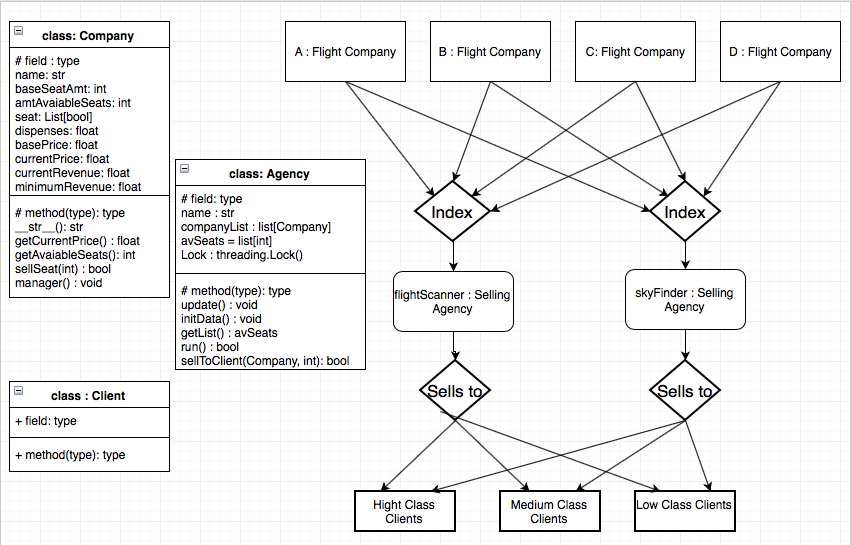 class: Company
# field : type
name: str
baseSeatAmt: int
amtAvaiableSeats: int
seat: List[bool]
dispenses: float
basePrice: float
currentPrice: float
currentRevenue: float
minimumRevenue: float
# method(type): type
__str__(): str
getCurrentPrice() : float
getAvaiableSeats(): int
sellSeat(int) : bool
manager() : void
class: Agency
# field: type
name : str
companyList : list[Company]
avSeats = list[int]
Lock : threading.Lock()
# method(type): type
update() : void
initData() : void
getList() : avSeats
run() : bool
sellToClient(Company, int): bool
class : Client
+ field: type
+ method(type): type
A : Flight Company
B : Flight Company
C: Flight Company
D : Flight Company
Index
Index
flightScanner : Selling
Agency
skyFinder : Selling
Agency
Sells to
Sells to
Hight Class
Clients
Medium Class
Clients
Low Class Clients